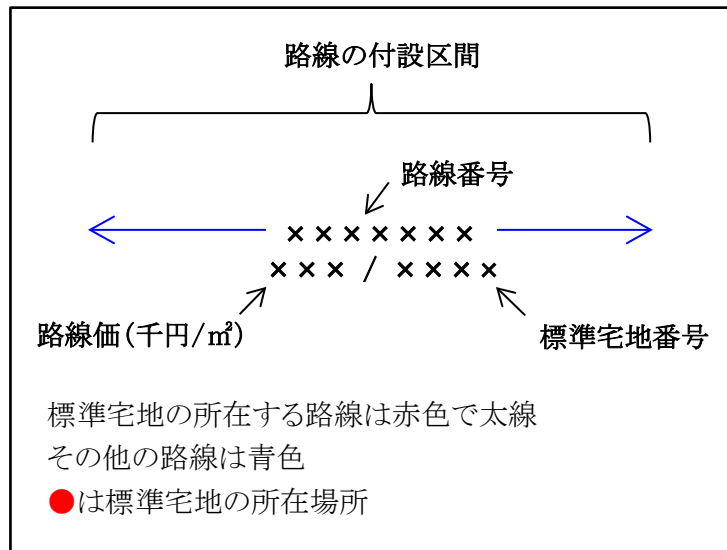 路線の付設区間
路線番号
×××××××
×××/××××
路線価(千円/㎡)
標準宅地番号
標準宅地の所在する路線は赤色で太線
その他の路線は青色
●は標準宅地の所在場所